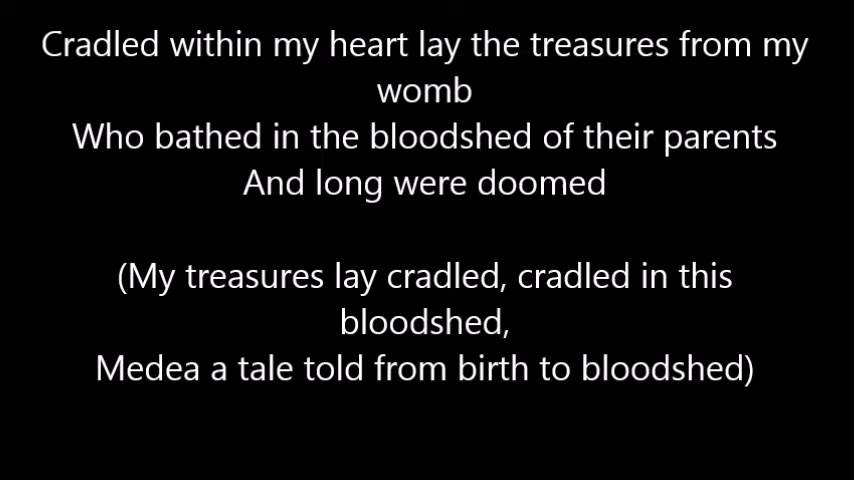 Cradled within my heart lay the treasures from my
womb
Who bathed in the bloodshed of their parents
And long were doomed
(My treasures lay cradled, cradled in this
bloodshed,
Medea a tale told from birth to bloodshed)